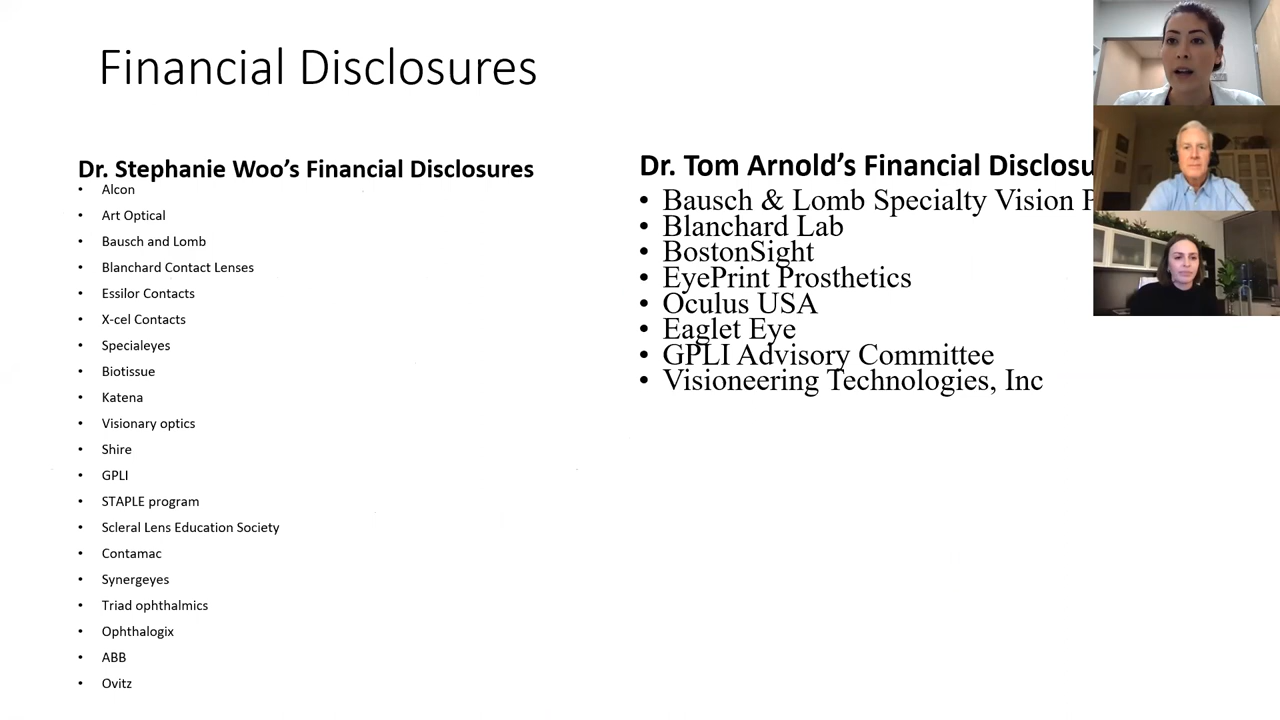 Financial Disclosures
Dr. Stephanie Woo’s Financial Disclosures
• Alcon
• Art Optical
• Bausch and Lomb
• Blanchard Contact Lenses
• Essilor Contacts
• X-cel Contacts
• Specialeyes
• Biotissue
• Katena
• Visionary optics
• Shire
• GPLI
• STAPLE program
• Scleral Lens Education Society
• Contamac
• Synergeyes
• Triad ophthalmics
• Ophthalogix
• ABB
• Ovitz
Dr. Tom Arnold’s Financial
• Bausch & Lomb Specialty Vision
• Blanchard Lab
• BostonSight
• EyePrint Prosthetics
• Oculus USA
• Eaglet Eye
• GPLI Advisory Committee
• Visioneering Technologies, Inc